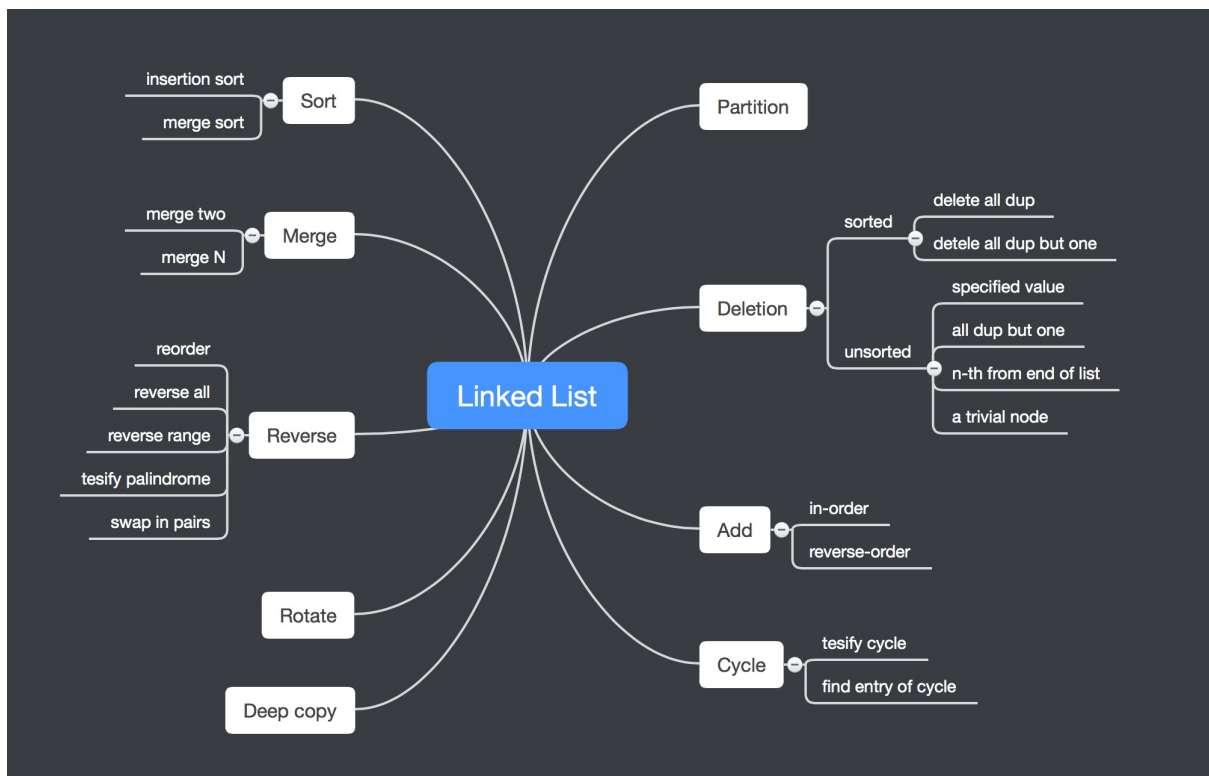 Linked List
Sort
insertion sort
merge sort
Merge
merge two
merge N
Reverse
reorder
reverse all
reverse range
tesify palindrome
swap in pairs
Rotate
Deep copy
Partition
Deletion
sorted
delete all dup
detele all dup but one
unsorted
specified value
all dup but one
n-th from end of list
a trivial node
Add
in-order
reverse-order
Cycle
tesify cycle
find entry of cycle